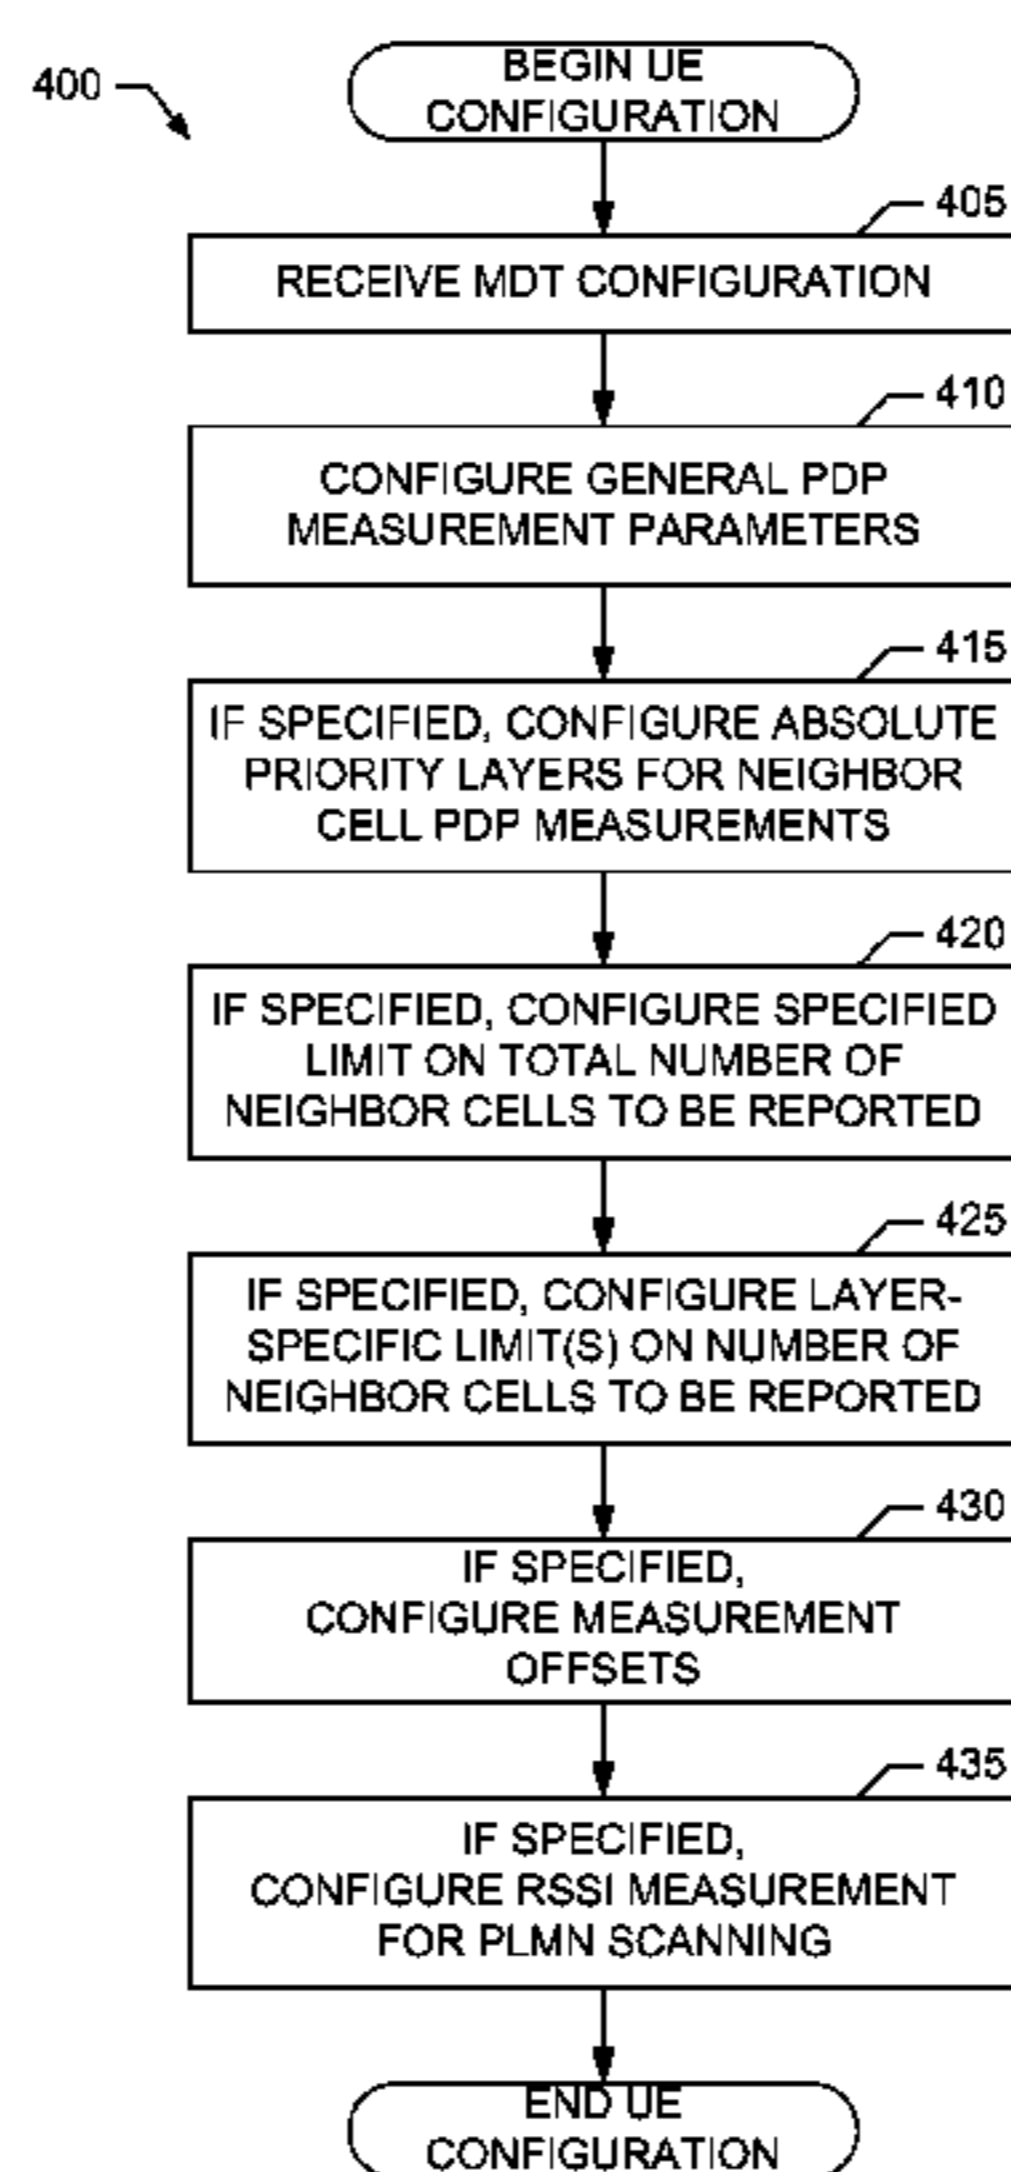 400
BEGIN UE
CONFIGURATION
405
RECEIVE MDT CONFIGURATION
410
CONFIGURE GENERAL PDP
MEASUREMENT PARAMETERS
415
IF SPECIFIED, CONFIGURE ABSOLUTE
PRIORITY LAYERS FOR NEIGHBOR
CELL PDP MEASUREMENTS
420
IF SPECIFIED, CONFIGURE SPECIFIED
LIMIT ON TOTAL NUMBER OF
NEIGHBOR CELLS TO BE REPORTED
425
IF SPECIFIED, CONFIGURE LAYER-
SPECIFIC LIMIT(S) ON NUMBER OF
NEIGHBOR CELLS TO BE REPORTED
430
IF SPECIFIED,
CONFIGURE MEASUREMENT
OFFSETS
435
IF SPECIFIED,
CONFIGURE RSSI MEASUREMENT
FOR PLMN SCANNING
END UE
CONFIGURATION